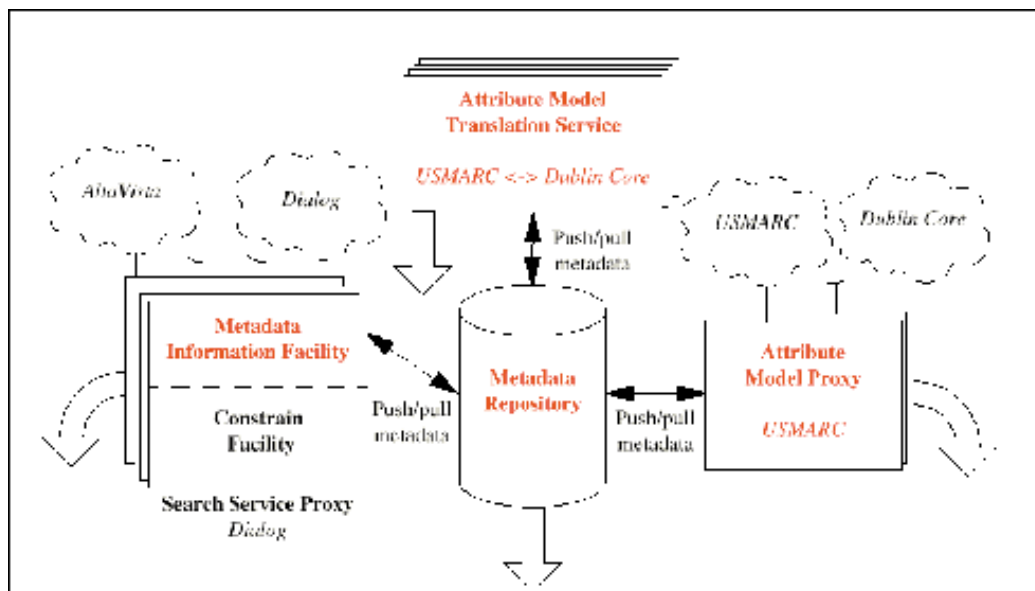 Attribute Model
Translation Service
USMARC <-> Dublin Core
AltaVista
Dialog
USMARC
Dublin Core
Push/pull
metadata
Metadata
Information Facility
Constrain
Facility
Search Service Proxy
Dialog
Push/pull
metadata
Metadata
Repository
Push/pull
metadata
Attribute
Model Proxy
USMARC